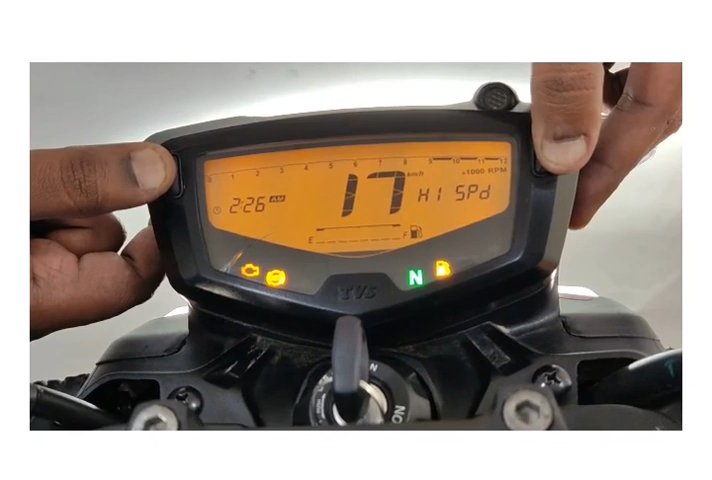 0 1 2 3 4 5 6 7 8 9 10 11 12
x1000 RPM
2:26 AM
17 km/h
HI SPd
E F
N
TVS
N
ON